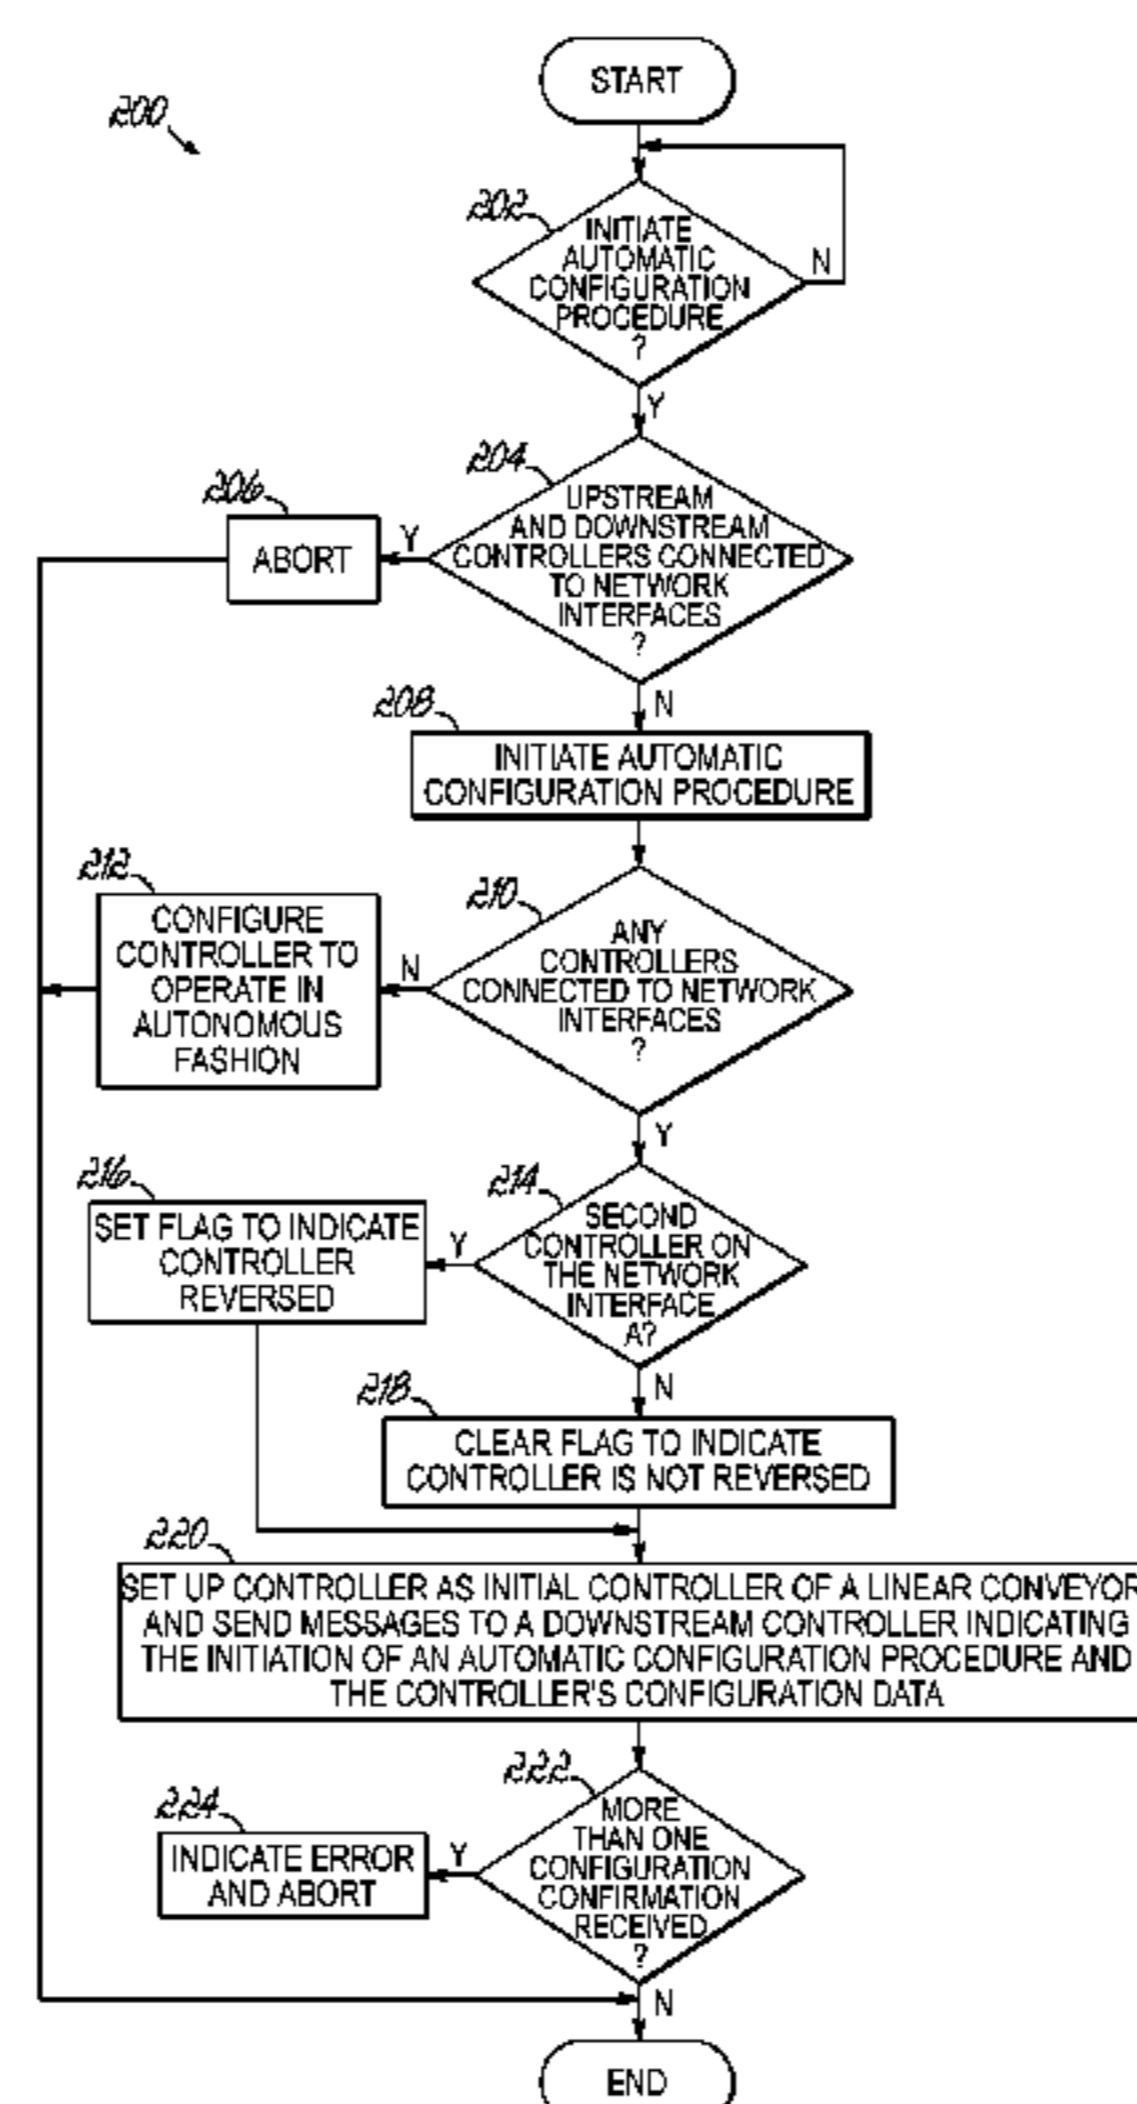 START
200
202
INITIATE
AUTOMATIC
CONFIGURATION
PROCEDURE
?
N
Y
204
UPSTREAM
AND DOWNSTREAM
CONTROLLERS CONNECTED
TO NETWORK
INTERFACES
?
206
Y
ABORT
N
208
INITIATE AUTOMATIC
CONFIGURATION PROCEDURE
212
CONFIGURE
CONTROLLER TO
OPERATE IN
AUTONOMOUS
FASHION
N
210
ANY
CONTROLLERS
CONNECTED TO NETWORK
INTERFACES
?
Y
216
SET FLAG TO INDICATE
CONTROLLER
REVERSED
Y
214
SECOND
CONTROLLER ON
THE NETWORK
INTERFACE
A?
N
218
CLEAR FLAG TO INDICATE
CONTROLLER IS NOT REVERSED
220
SET UP CONTROLLER AS INITIAL CONTROLLER OF A LINEAR CONVEYOR
AND SEND MESSAGES TO A DOWNSTREAM CONTROLLER INDICATING
THE INITIATION OF AN AUTOMATIC CONFIGURATION PROCEDURE AND
THE CONTROLLER'S CONFIGURATION DATA
222
MORE
THAN ONE
CONFIGURATION
CONFIRMATION
RECEIVED
?
224
Y
INDICATE ERROR
AND ABORT
N
END